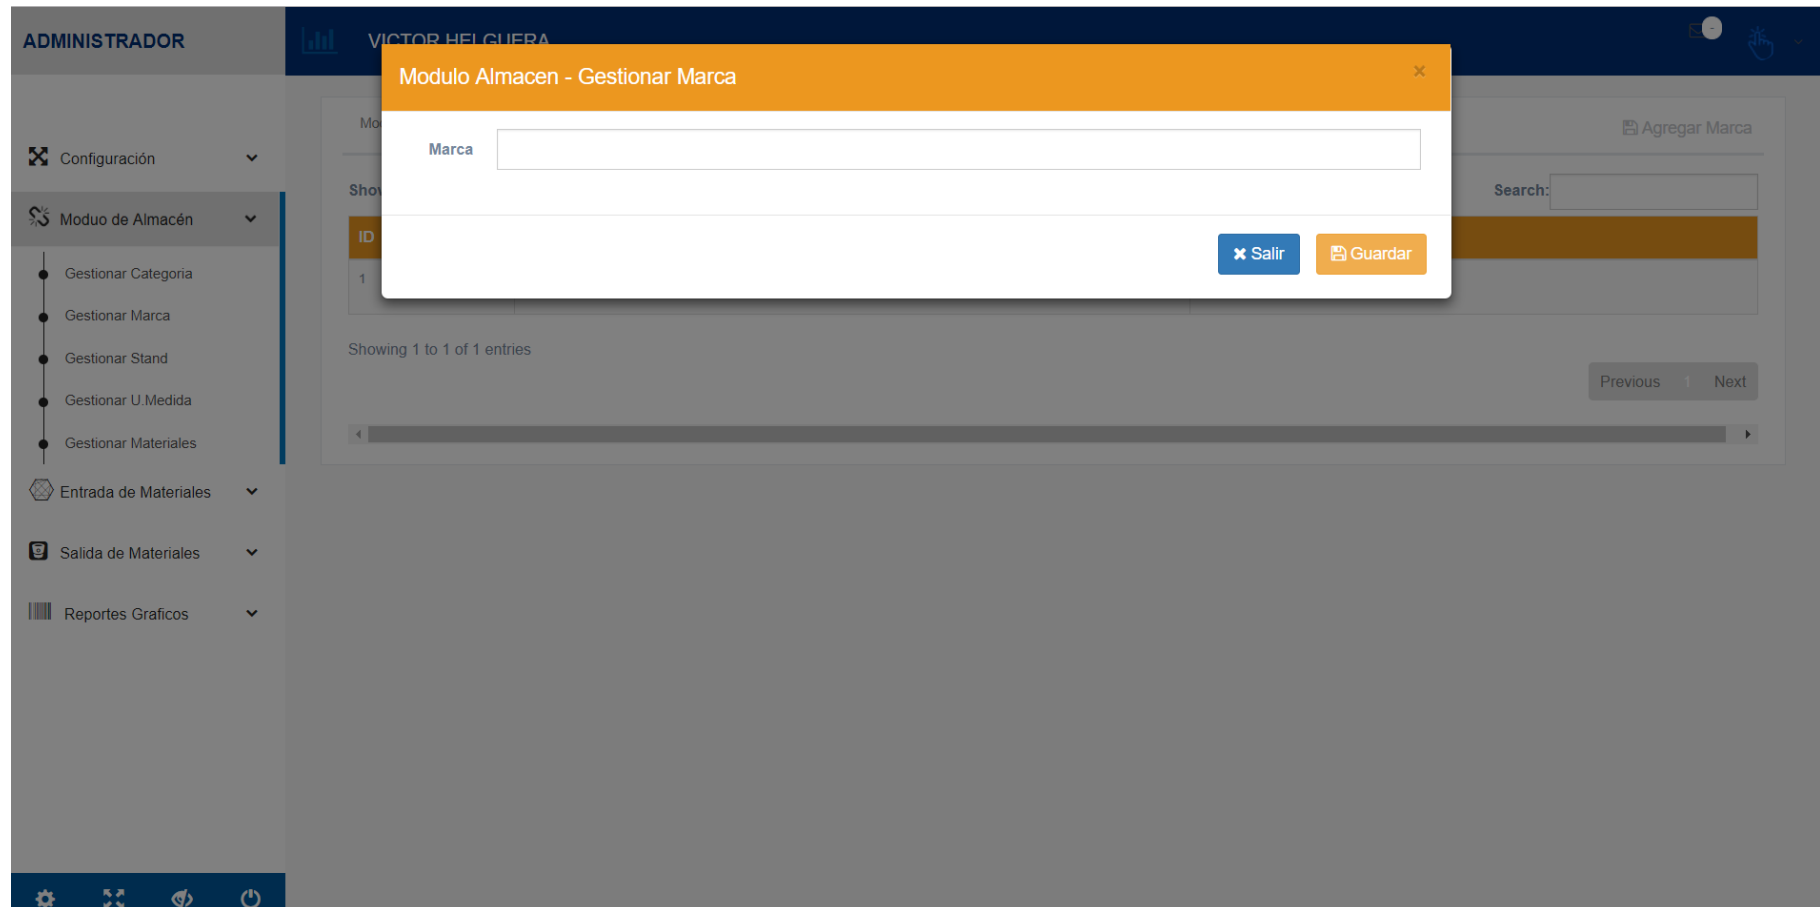 ADMINISTRADOR
VICTOR HELGUERA
Modulo Almacen - Gestionar Marca
×
Marca
Salir
Guardar
Agregar Marca
Search:
ID
1
Showing 1 to 1 of 1 entries
Previous 1 Next
Configuración
Moduo de Almacén
Gestionar Categoria
Gestionar Marca
Gestionar Stand
Gestionar U.Medida
Gestionar Materiales
Entrada de Materiales
Salida de Materiales
Reportes Graficos